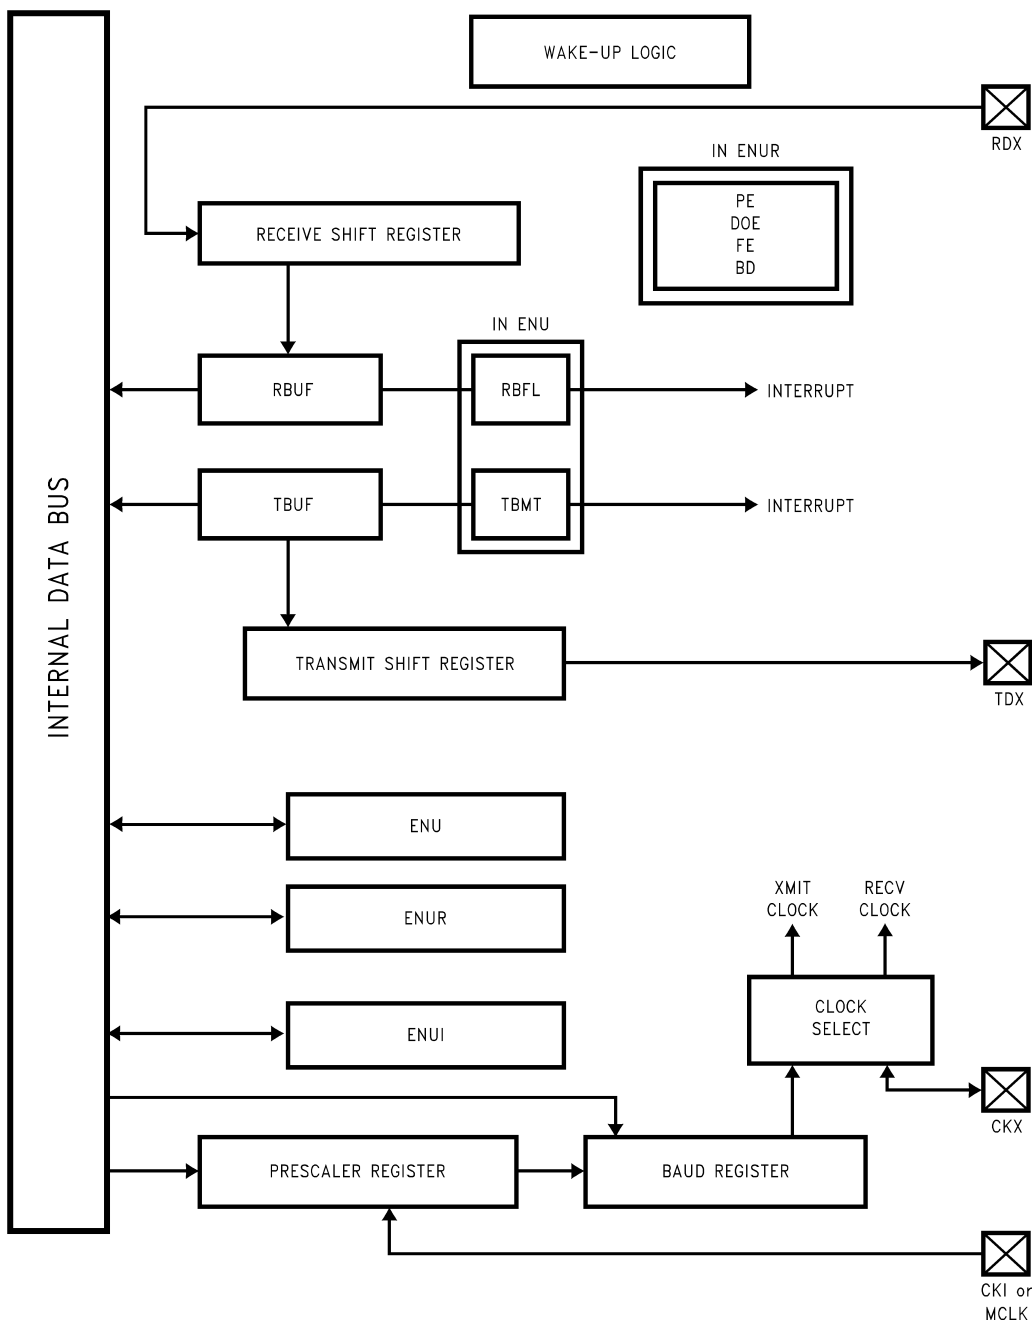 WAKE-UP LOGIC
RDX
IN ENUR
PE
DOE
FE
BD
RECEIVE SHIFT REGISTER
IN ENU
RBUF
RBFL
INTERRUPT
TBUF
TBMT
INTERRUPT
INTERNAL DATA BUS
TRANSMIT SHIFT REGISTER
TDX
ENU
ENUR
XMIT
CLOCK
RECV
CLOCK
ENUI
CLOCK
SELECT
CKX
PRESCALER REGISTER
BAUD REGISTER
CKI or
MCLK